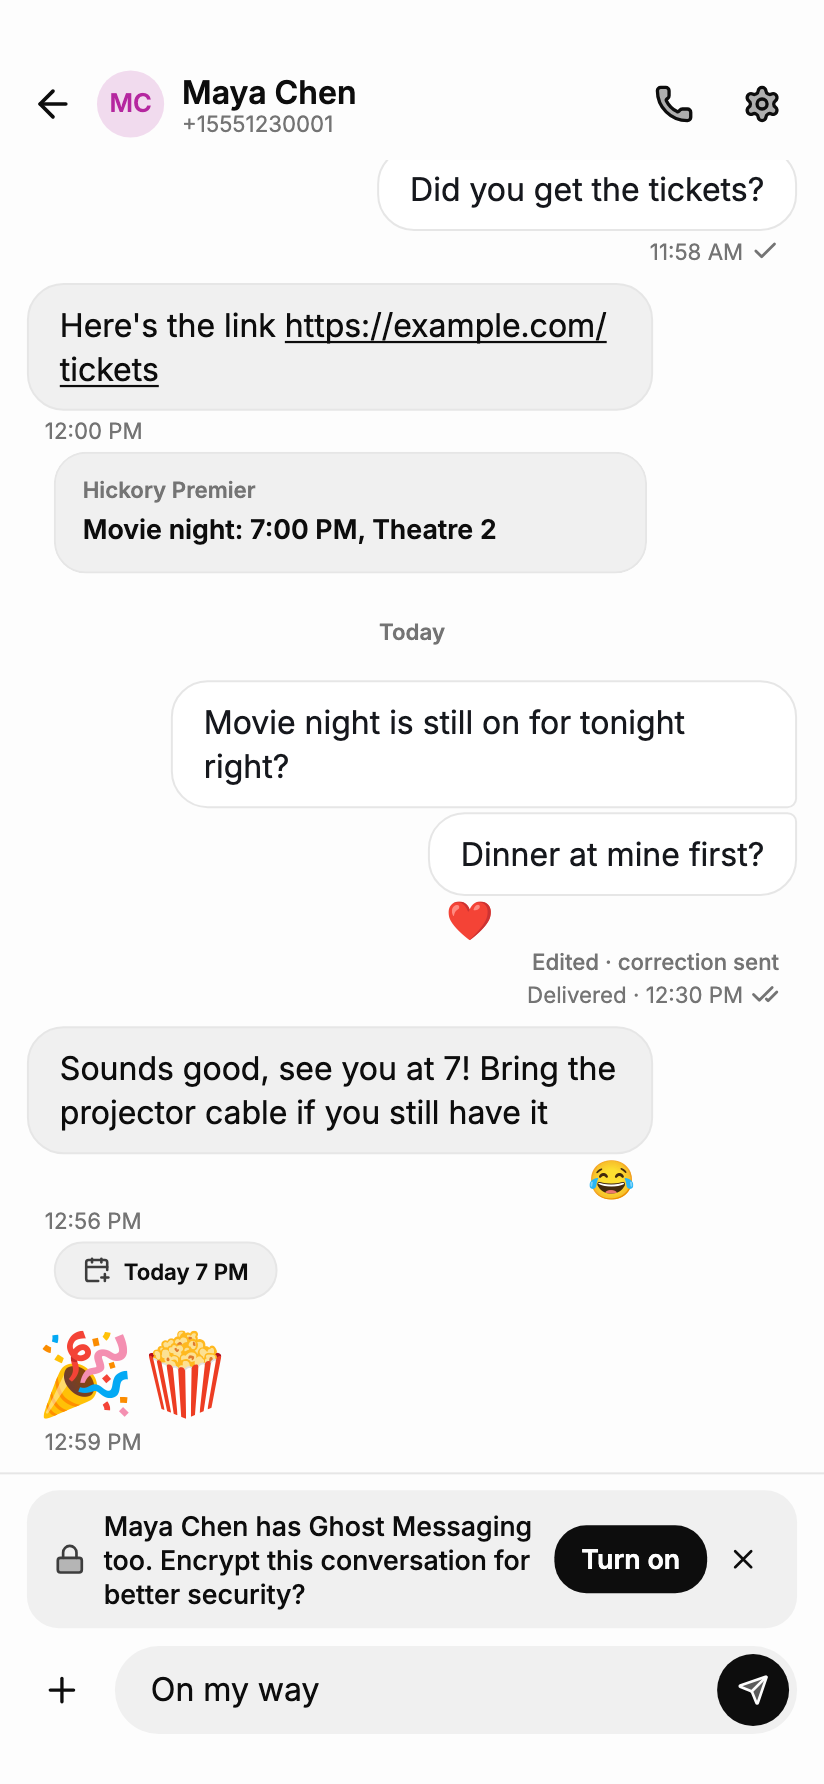 MC
Maya Chen
+15551230001
Did you get the tickets?
11:58 AM
Here's the link https://example.com/
tickets
12:00 PM
Hickory Premier
Movie night: 7:00 PM, Theatre 2
Today
Movie night is still on for tonight
right?
Dinner at mine first?
Edited · correction sent
Delivered · 12:30 PM
Sounds good, see you at 7! Bring the
projector cable if you still have it
12:56 PM
Today 7 PM
12:59 PM
Maya Chen has Ghost Messaging
too. Encrypt this conversation for
better security?
Turn on
On my way